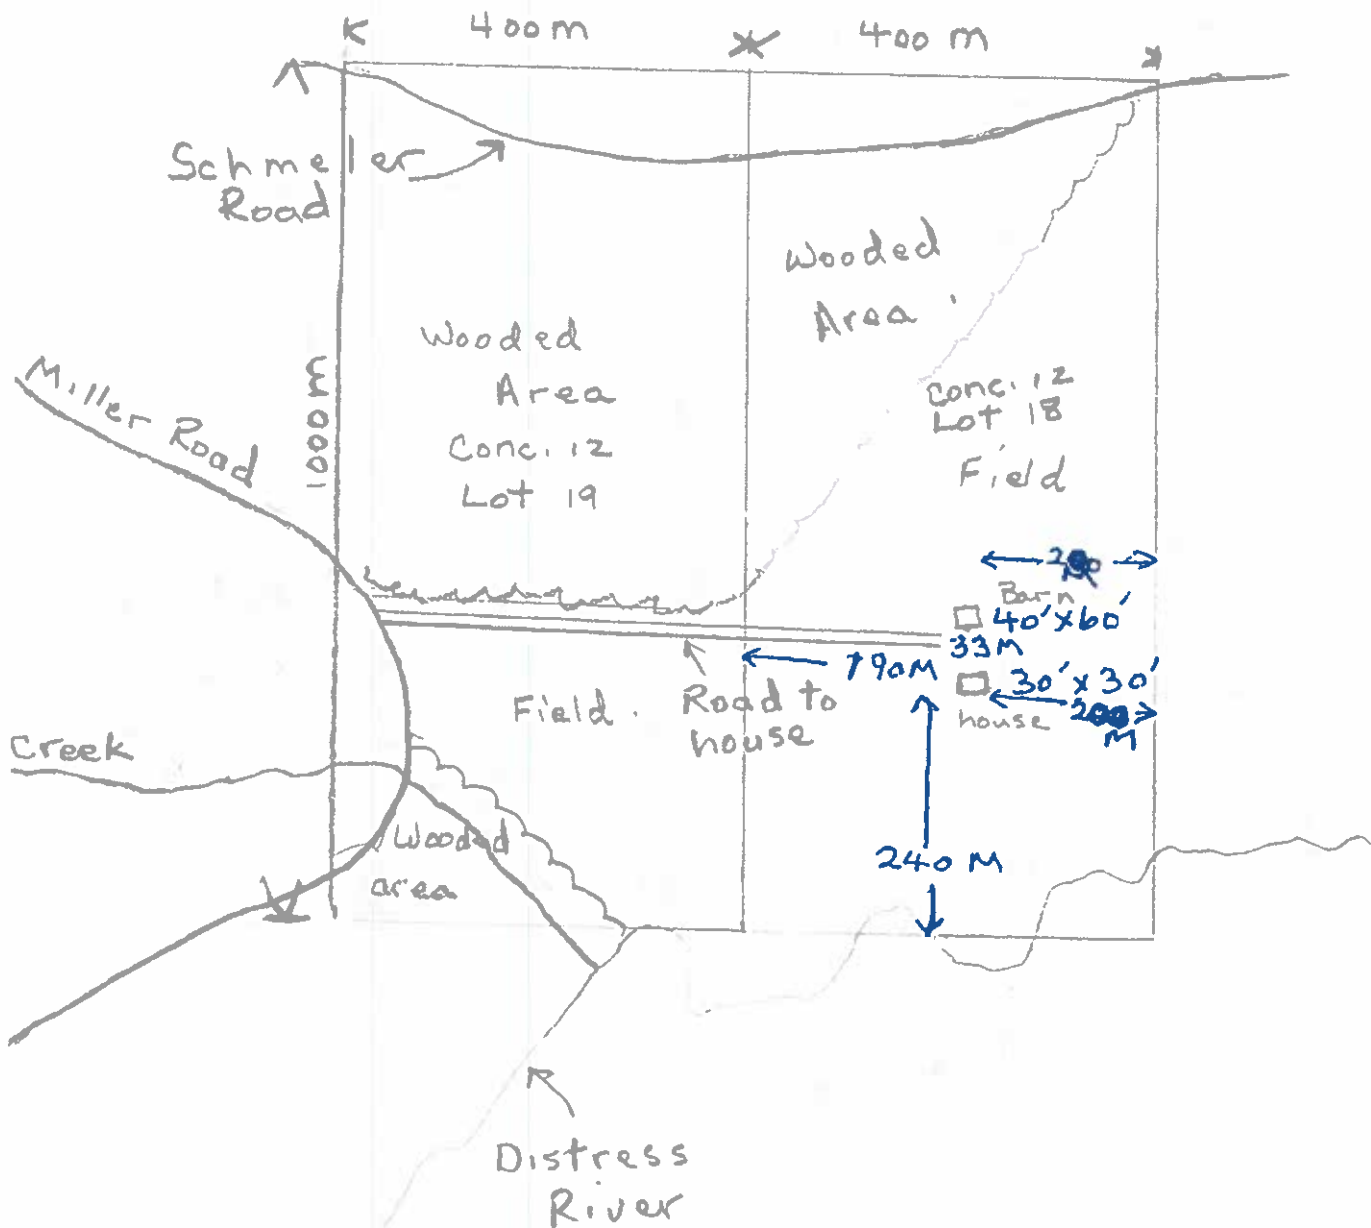 400m
400 m
Schmeller
Road
Wooded
Area
Wooded
Area
Conc. 12
Lot 19
Conc. 12
Lot 18
Field
Miller Road
1000m
Barn
40'x60'
33M
190M
30'x30'
house
200
M
Field.
Road to
house
Creek
Wooded
area
240 M
Distress
River